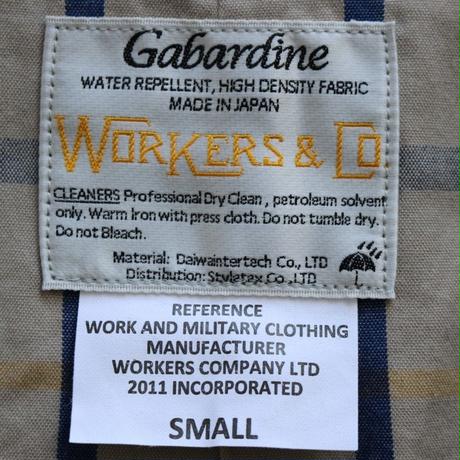 Gabardine
WATER REPELLENT, HIGH DENSITY FABRIC
MADE IN JAPAN
WORKERS & CO
CLEANERS Professional Dry Clean , petroleum solvent
only. Warm Iron with press cloth. Do not tumble dry.
Do not Bleach.
Material: Daiwaintertech Co., LTD
Distribution: Styletex Co .,LTD
REFERENCE
WORK AND MILITARY CLOTHING
MANUFACTURER
WORKERS COMPANY LTD
2011 INCORPORATED
SMALL